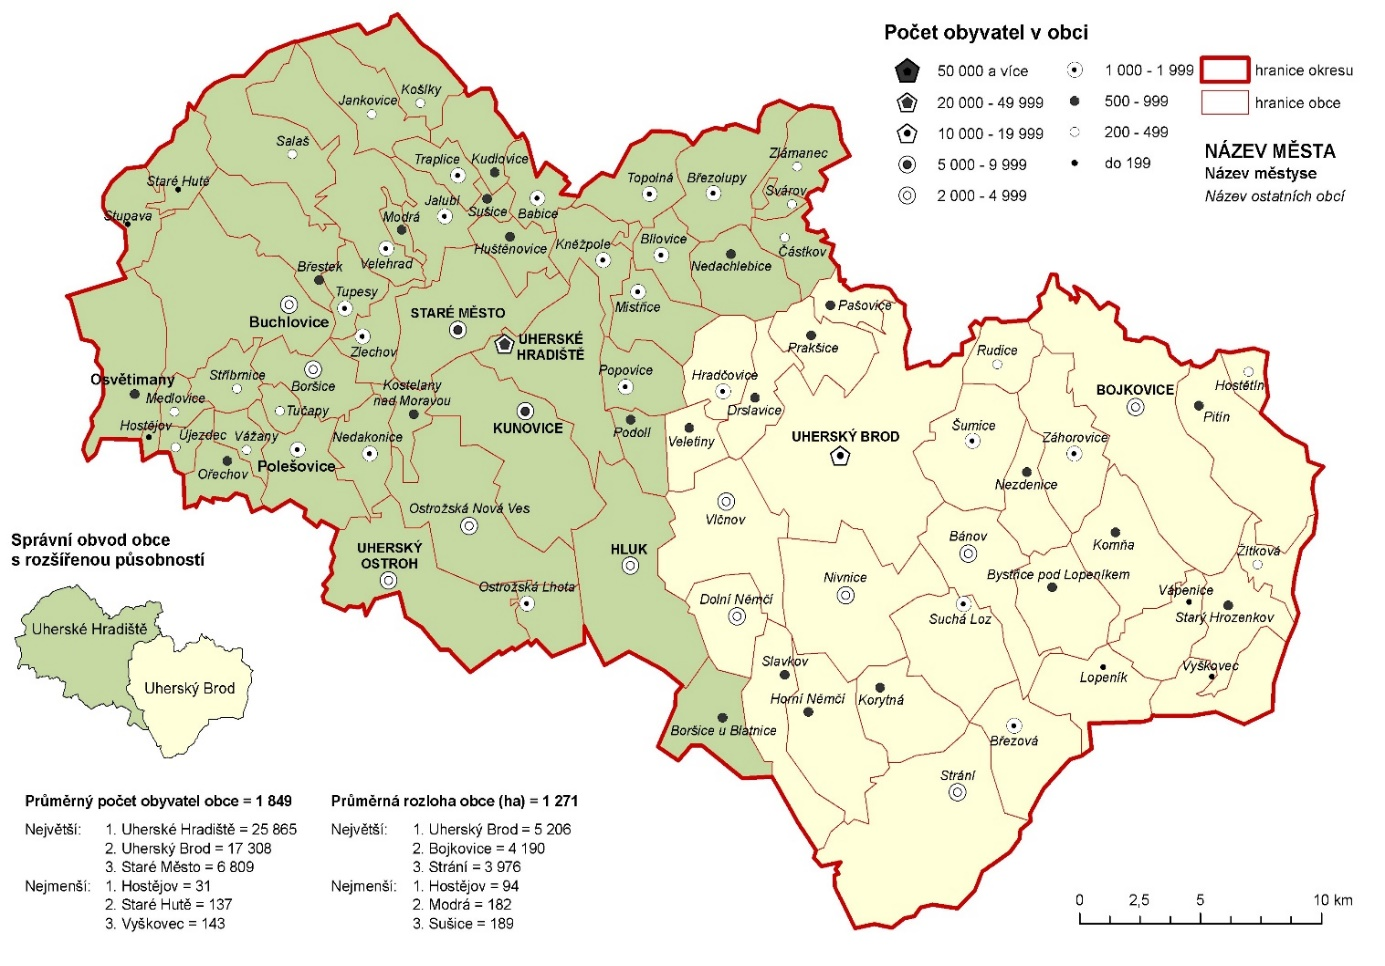 Počet obyvatel v obci
50 000 a více
20 000 - 49 999
10 000 - 19 999
5 000 - 9 999
2 000 - 4 999
1 000 - 1 999
500 - 999
200 - 499
do 199
hranice okresu
hranice obce
NÁZEV MĚSTA
Název městyse
Název ostatních obcí
Košíky
Jankovice
Salaš
Staré Hutě
Stupava
Traplice
Kudlovice
Jalubí
Sušice
Babice
Modrá
Velehrad
Huštěnovice
Topolná
Březolupy
Zlámanec
Svárov
Částkov
Kněžpole
Bílovice
Nedachlebice
Mistřice
Břestek
Tupesy
Buchlovice
Zlechov
STARÉ MĚSTO
UHERSKÉ
HRADIŠTĚ
Pašovice
Prakšice
Osvětimany
Stříbrnice
Medlovice
Boršice
Tučapy
Kostelany
nad Moravou
Hostějov
Újezdec
Vážany
Ořechov
Polešovice
Nedakonice
KUNOVICE
Popovice
Podolí
Hradčovice
Drslavice
Veletiny
UHERSKÝ BROD
Rudice
Šumice
Záhorovice
Nezdenice
BOJKOVICE
Hostětín
Pitín
Ostrožská Nová Ves
UHERSKÝ
OSTROH
Ostrožská Lhota
HLUK
Vlčnov
Dolní Němčí
Nivnice
Bánov
Bystřice pod Lopeníkem
Suchá Loz
Komňa
Žítková
Vápenice
Starý Hrozenkov
Vyškovec
Lopeník
Slavkov
Horní Němčí
Korytná
Boršice u Blatnice
Březová
Strání
Správní obvod obce
s rozšířenou působností
Uherské Hradiště
Uherský Brod
Průměrný počet obyvatel obce = 1 849
Největší: 1. Uherské Hradiště = 25 865
2. Uherský Brod = 17 308
3. Staré Město = 6 809
Nejmenší: 1. Hostějov = 31
2. Staré Hutě = 137
3. Vyškovec = 143
Průměrná rozloha obce (ha) = 1 271
Největší: 1. Uherský Brod = 5 206
2. Bojkovice = 4 190
3. Strání = 3 976
Nejmenší: 1. Hostějov = 94
2. Modrá = 182
3. Sušice = 189
0 2,5 5 10 km